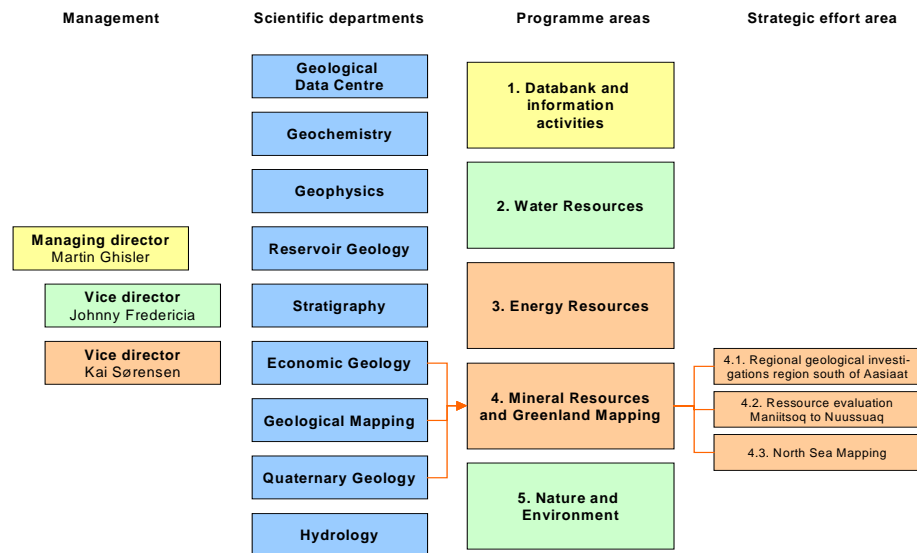 Management
Scientific departments
Programme areas
Strategic effort area
Managing director
Martin Ghisler
Vice director
Johnny Fredericia
Vice director
Kai Sørensen
Geological
Data Centre
Geochemistry
Geophysics
Reservoir Geology
Stratigraphy
Economic Geology
Geological Mapping
Quaternary Geology
Hydrology
1. Databank and
information
activities
2. Water Resources
3. Energy Resources
4. Mineral Resources
and Greenland Mapping
5. Nature and
Environment
4.1. Regional geological investi-
gations region south of Aasiaat
4.2. Ressource evaluation
Maniitsoq to Nuussuaq
4.3. North Sea Mapping